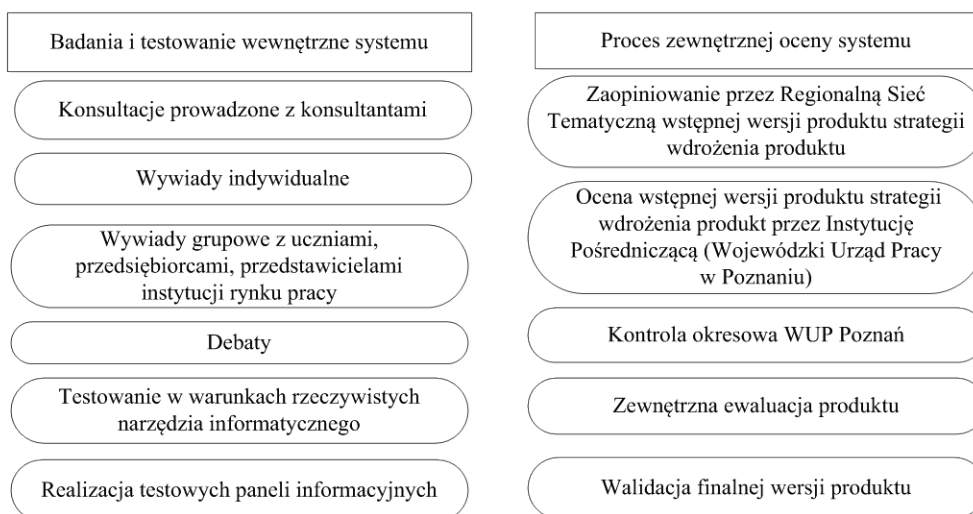 Badania i testowanie wewnętrzne systemu
Konsultacje prowadzone z konsultantami
Wywiady indywidualne
Wywiady grupowe z uczniami,
przedsiębiorcami, przedstawicielami
instytucji rynku pracy
Debaty
Testowanie w warunkach rzeczywistych
narzędzia informatycznego
Realizacja testowych paneli informacyjnych
Proces zewnętrznej oceny systemu
Zaopiniowanie przez Regionalną Sieć
Tematyczną wstępnej wersji produktu strategii
wdrożenia produktu
Ocena wstępnej wersji produktu strategii
wdrożenia produkt przez Instytucję
Pośredniczącą (Wojewódzki Urząd Pracy
w Poznaniu)
Kontrola okresowa WUP Poznań
Zewnętrzna ewaluacja produktu
Walidacja finalnej wersji produktu